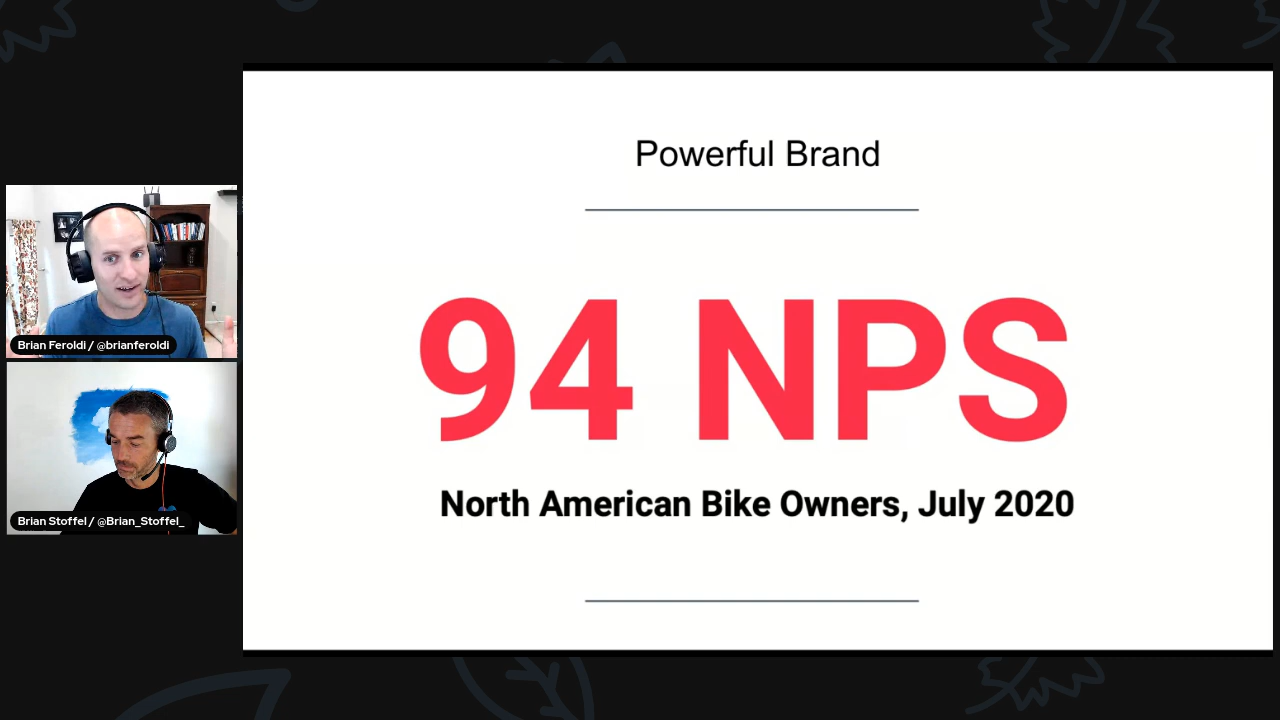 Powerful Brand
94 NPS
North American Bike Owners, July 2020
Brian Feroldi / @brianferoldi
Brian Stoffel / @Brian_Stoffel_